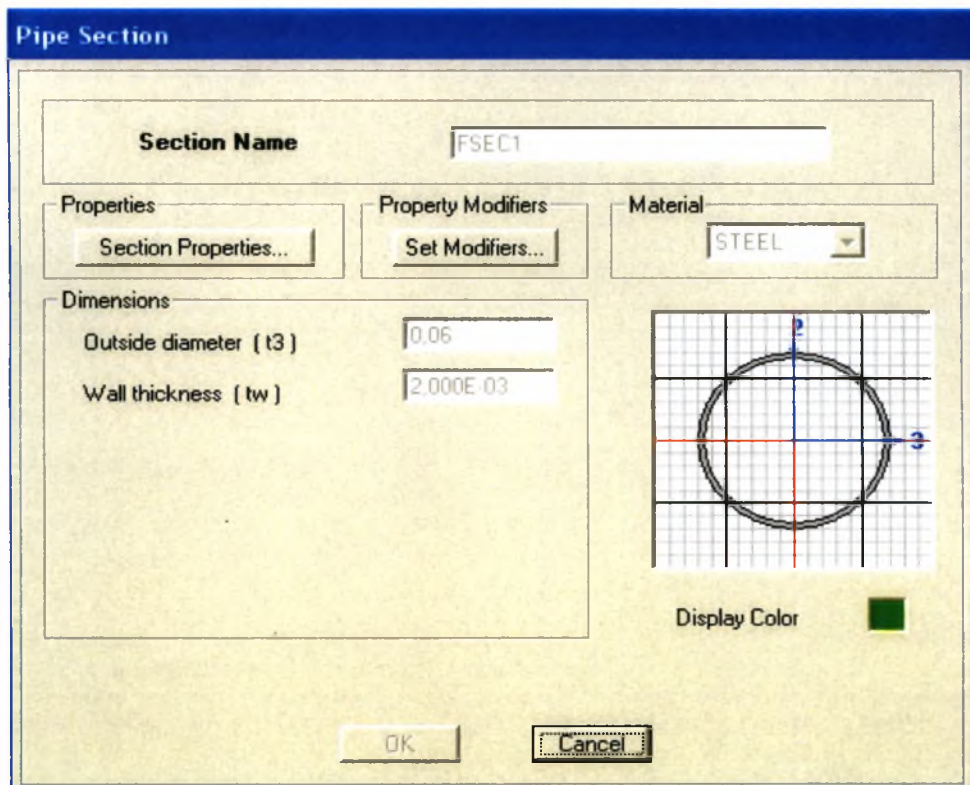 Pipe Section
Section Name
FSEC1
Properties
Section Properties...
Property Modifiers
Set Modifiers...
Material
STEEL
Dimensions
Outside diameter ( t3 )
0,06
Wall thickness ( tw )
2,000E-03
2
3
Display Color
OK
Cancel